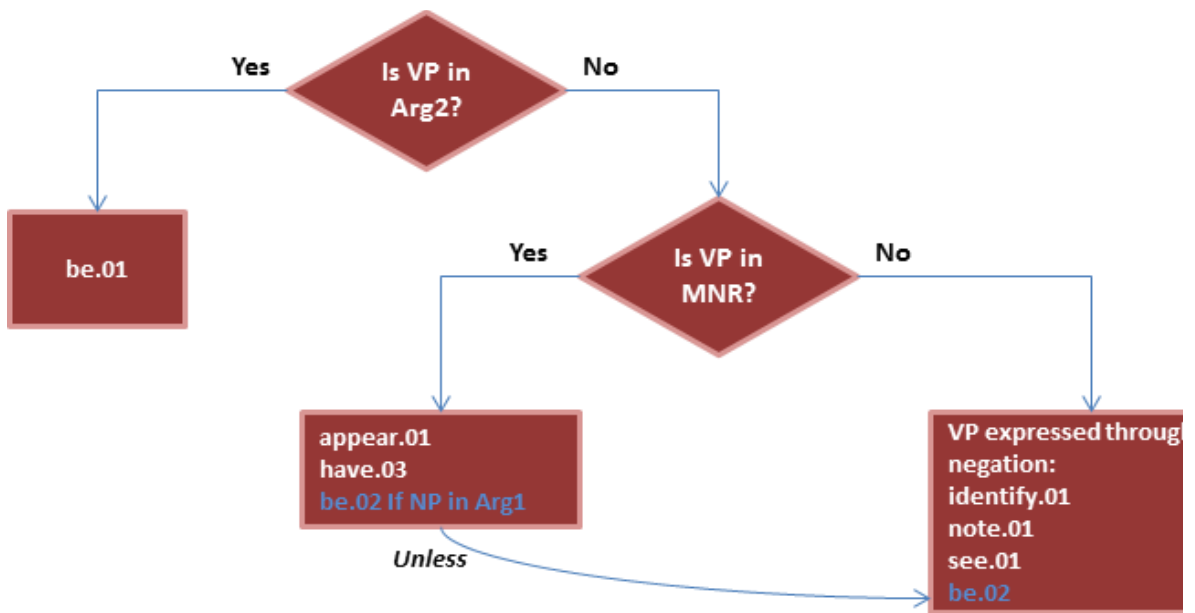 Yes
Is VP in
Arg2?
No
be.01
Yes
Is VP in
MNR?
No
appear.01
have.03
be.02 If NP in Arg1
Unless
VP expressed through
negation:
identify.01
note.01
see.01
be.02